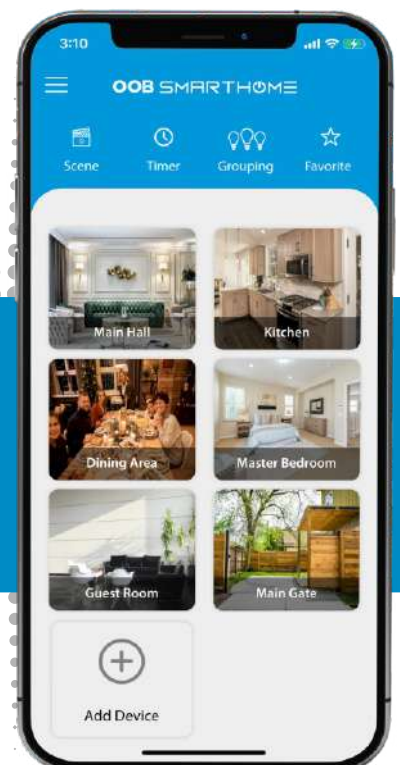 3:10
OOB SMARTHOME
Scene Timer Grouping Favorite
Main Hall Kitchen
Dining Area Master Bedroom
Guest Room Main Gate
Add Device